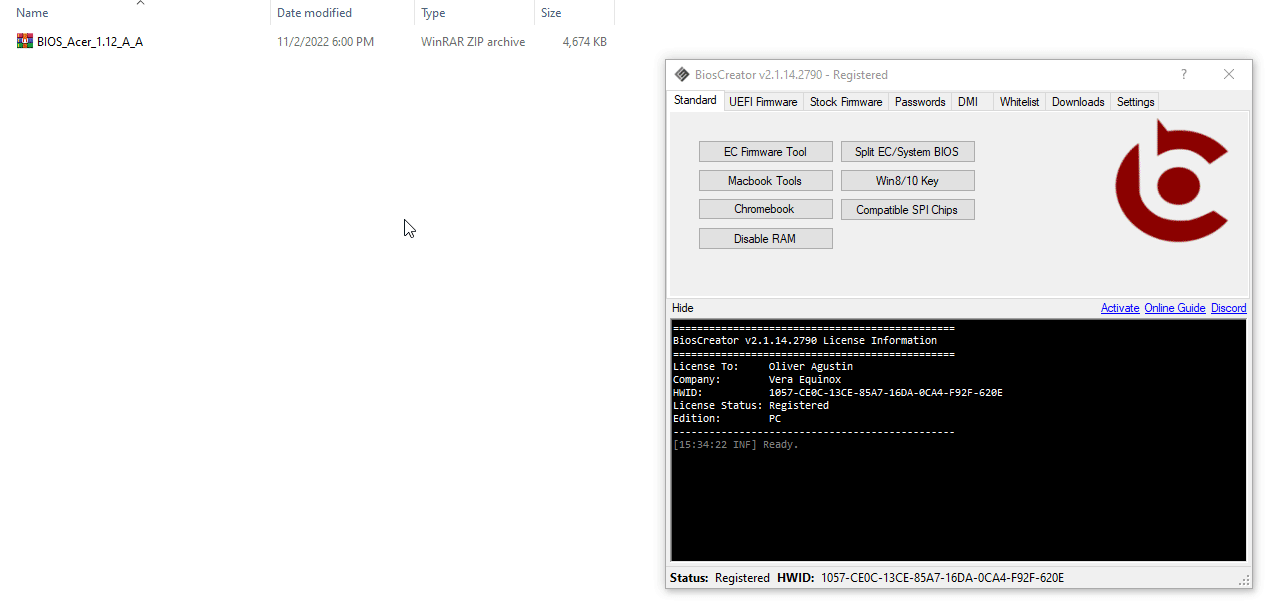 Name Date modified Type Size
BIOS_Acer_1.12_A_A 11/2/2022 6:00 PM WinRAR ZIP archive 4,674 KB
BiosCreator v2.1.14.2790 - Registered ?
Standard UEFI Firmware Stock Firmware Passwords DMI Whitelist Downloads Settings
EC Firmware Tool Split EC/System BIOS
Macbook Tools Win8/10 Key
Chromebook Compatible SPI Chips
Disable RAM
Hide Activate Online Guide Discord
===============================================
BiosCreator v2.1.14.2790 License Information
===============================================
License To: Oliver Agustin
Company: Vera Equinox
HWID: 1057-CE0C-13CE-85A7-16DA-0CA4-F92F-620E
License Status: Registered
Edition: PC
-----------------------------------------------
[15:34:22 INF] Ready.
Status: Registered HWID: 1057-CE0C-13CE-85A7-16DA-0CA4-F92F-620E